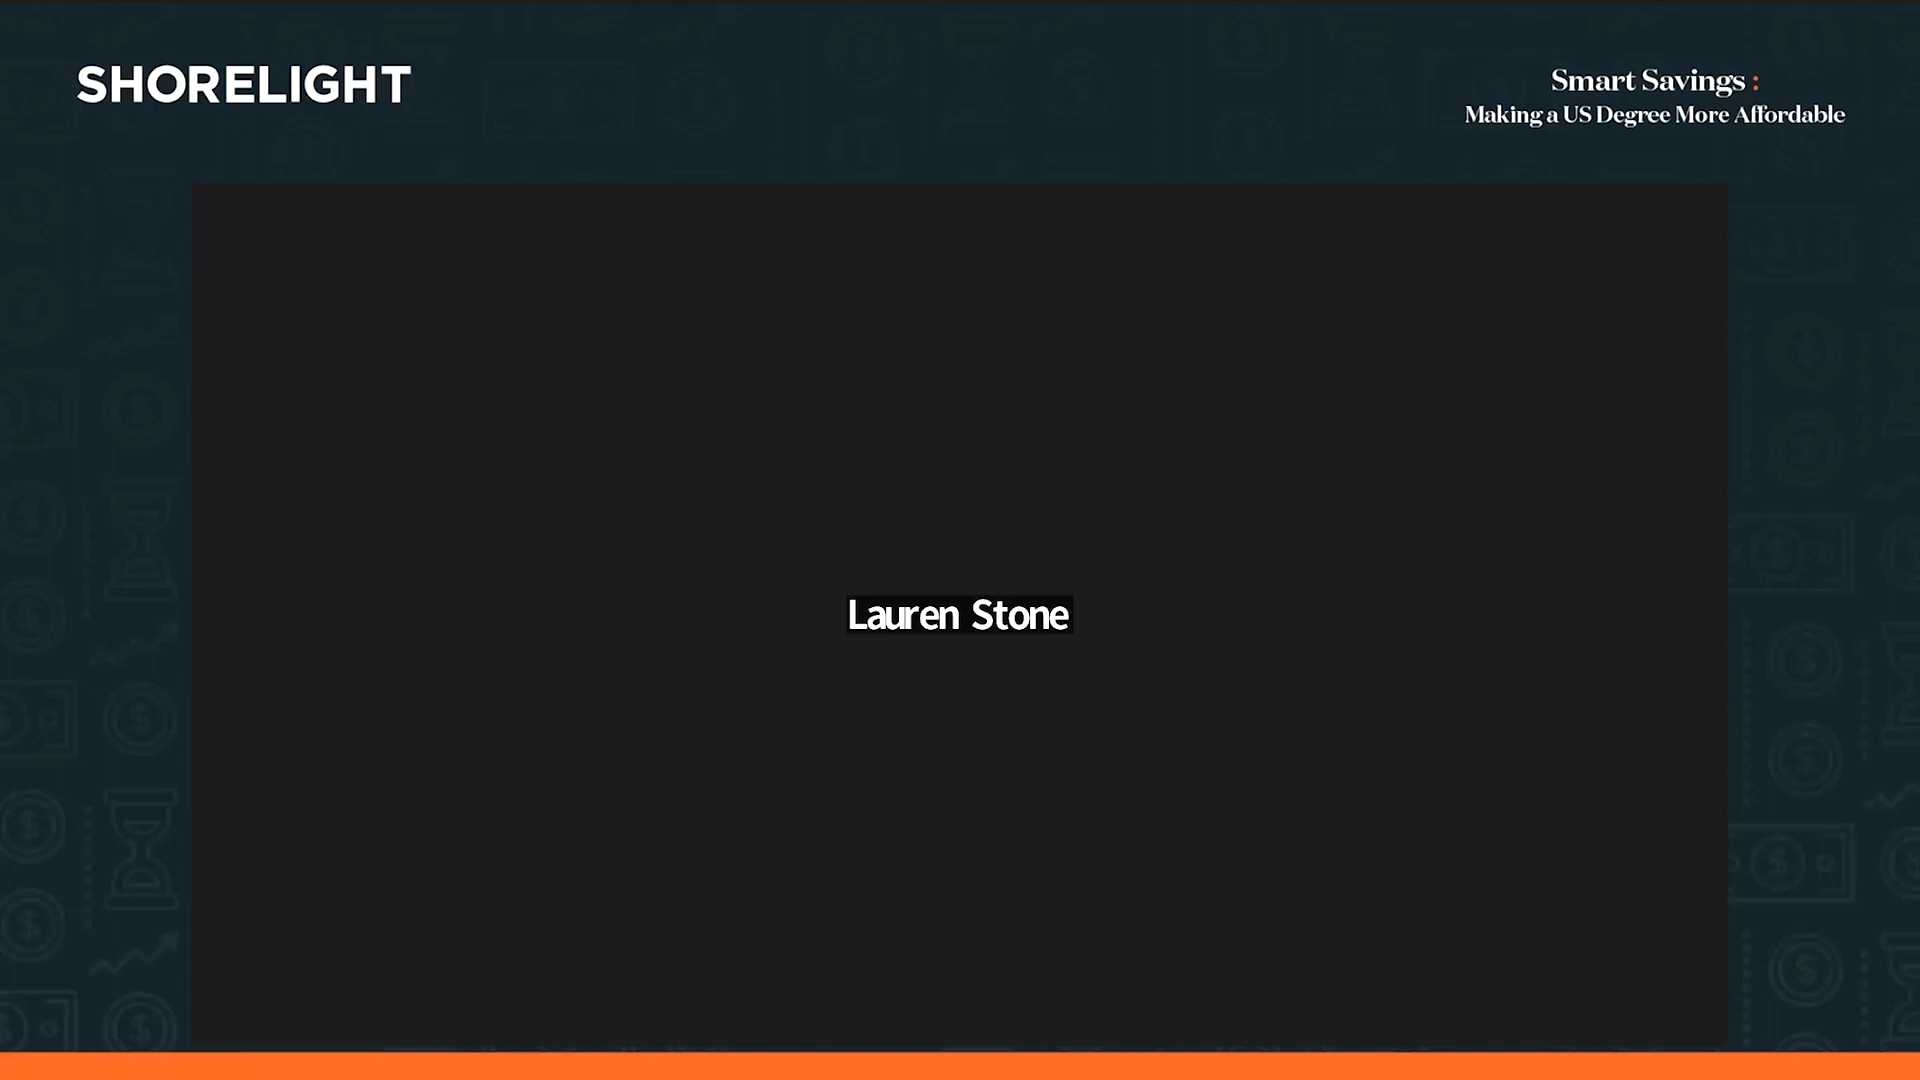 SHORELIGHT
Smart Savings :
Making a US Degree More Affordable
Lauren Stone